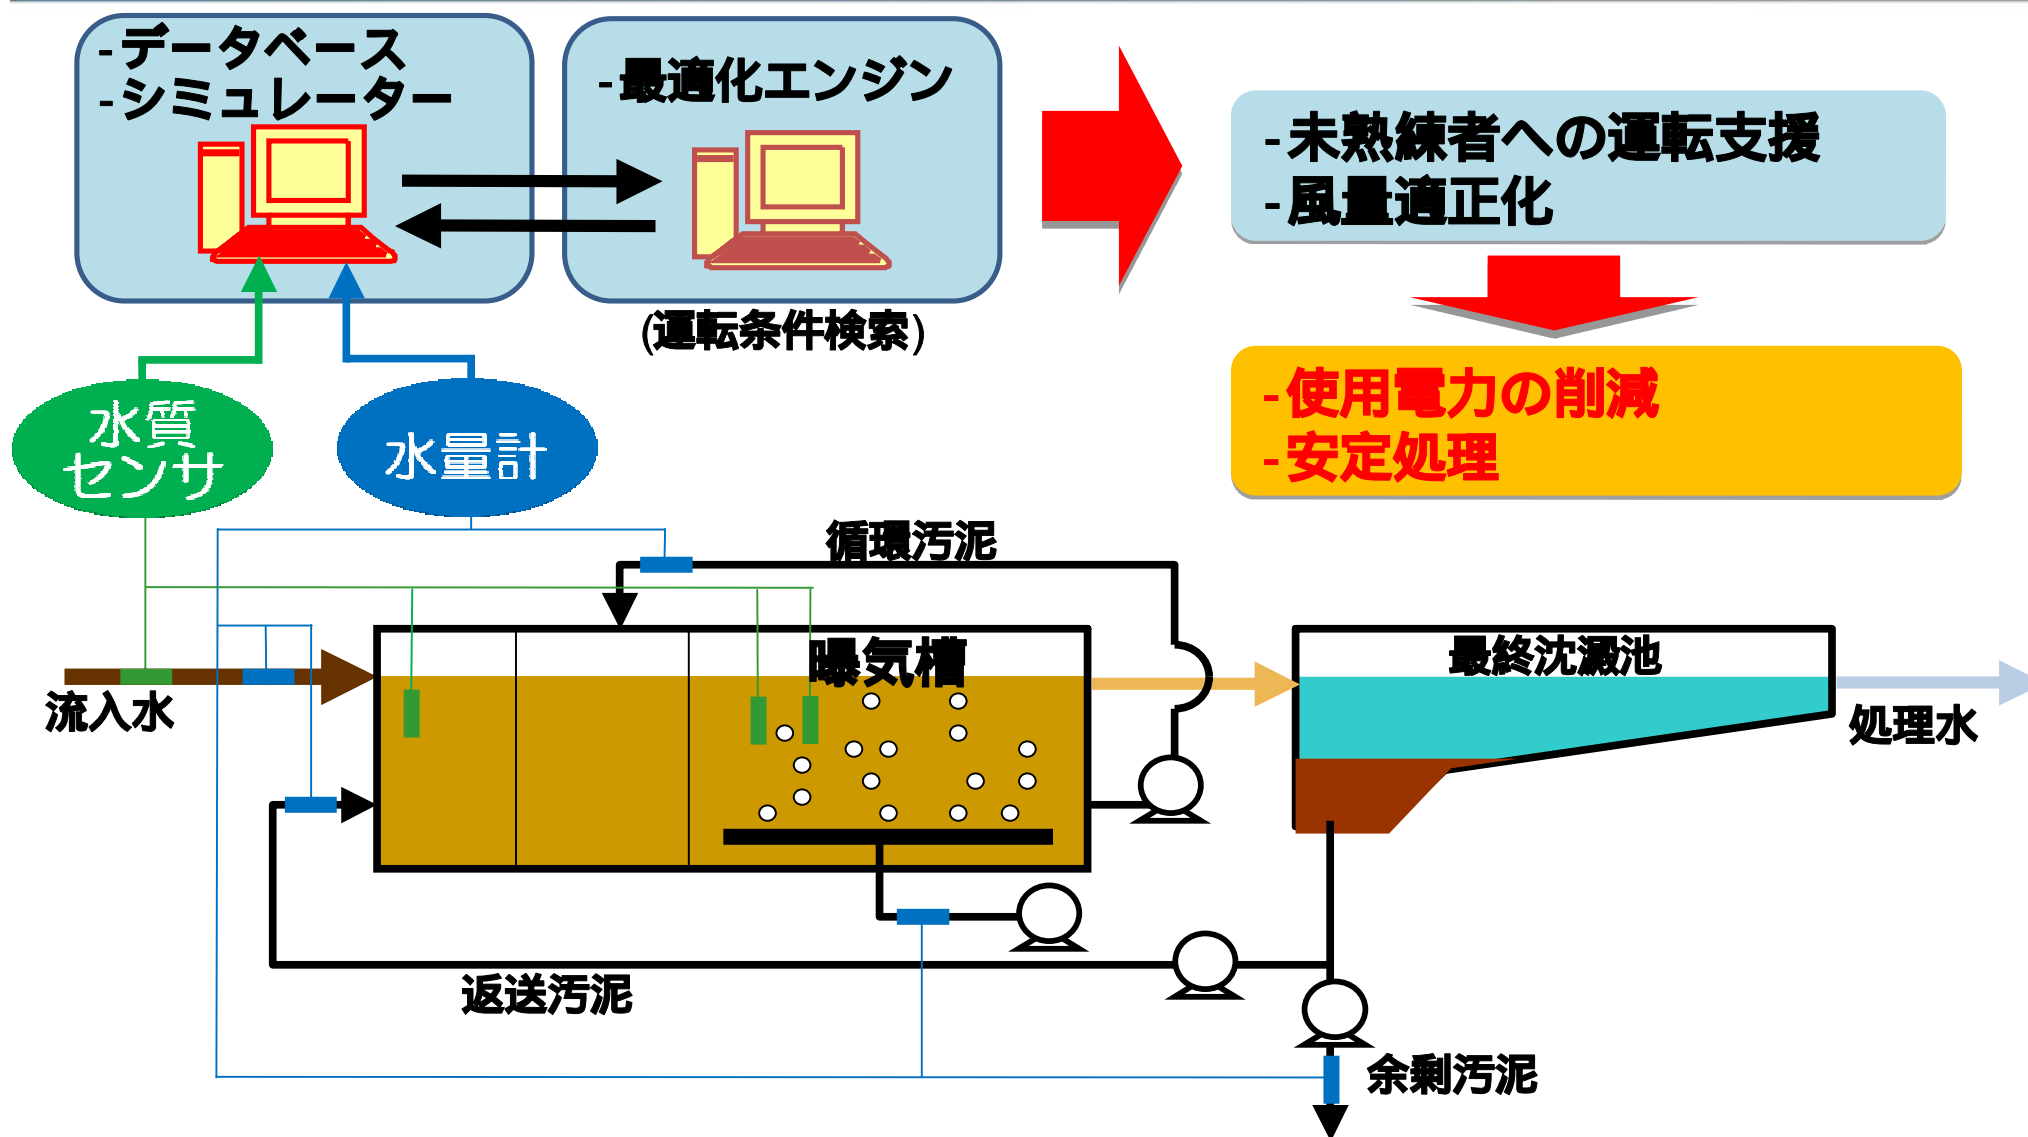 -データベース
-シミュレーター
-最適化エンジン
(運転条件検索)
-未熟練者への運転支援
-風量適正化
-使用電力の削減
-安定処理
水質
センサ
水量計
循環汚泥
曝気槽
最終沈澱池
流入水
処理水
返送汚泥
余剰汚泥